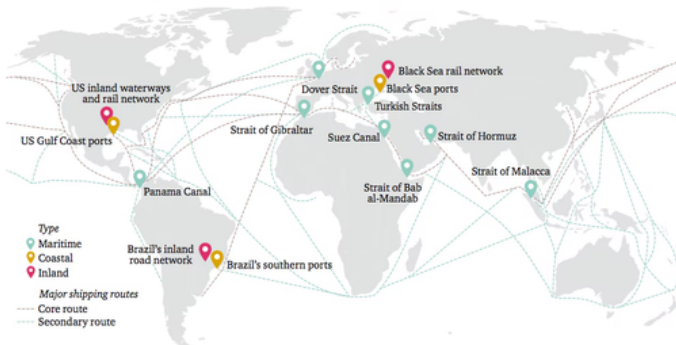 US inland waterways
and rail network
US Gulf Coast ports
Panama Canal
Dover Strait
Strait of Gibraltar
Black Sea rail network
Black Sea ports
Turkish Straits
Suez Canal
Strait of Hormuz
Strait of Bab
al-Mandab
Strait of Malacca
Brazil's inland
road network
Brazil's southern ports
Type
Maritime
Coastal
Inland
Major shipping routes
Core route
Secondary route